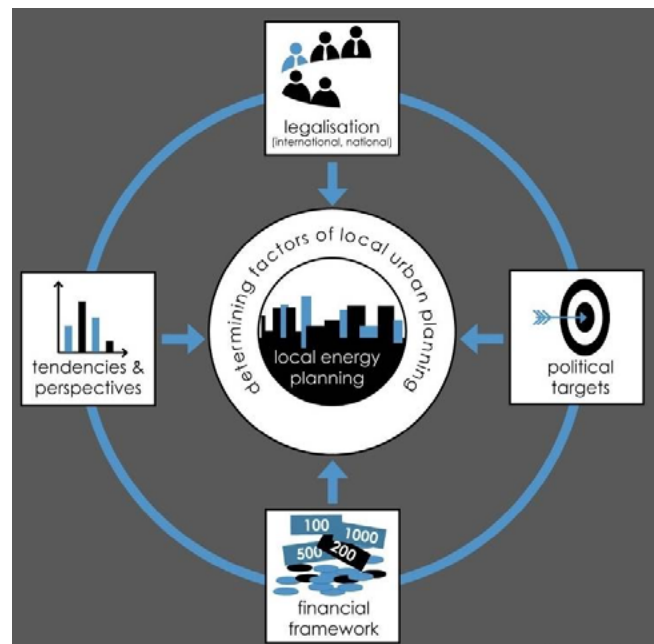 legalisation
(international, national)
determining factors of local urban planning
tendencies &
perspectives
local energy
planning
political
targets
100
1000
500
200
financial
framework